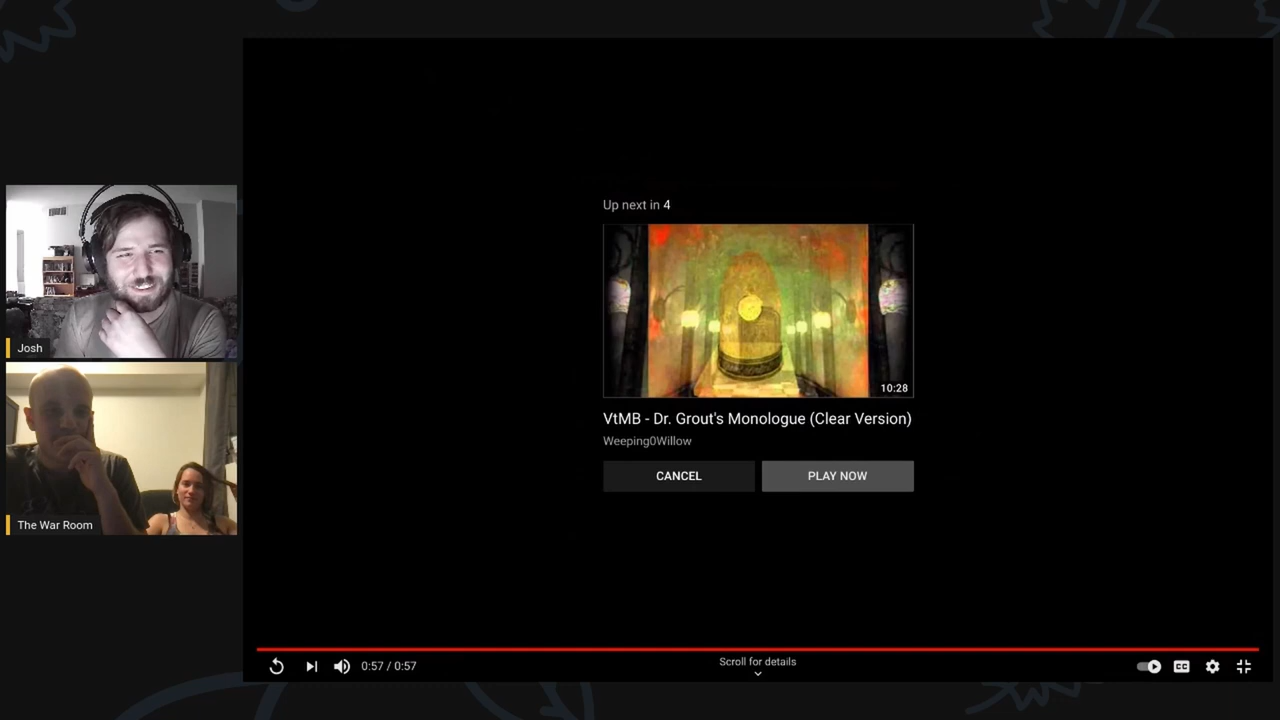 Up next in 4
10:28
VtMB - Dr. Grout's Monologue (Clear Version)
Weeping0Willow
CANCEL
PLAY NOW
Josh
The War Room
0:57 / 0:57
Scroll for details
CC